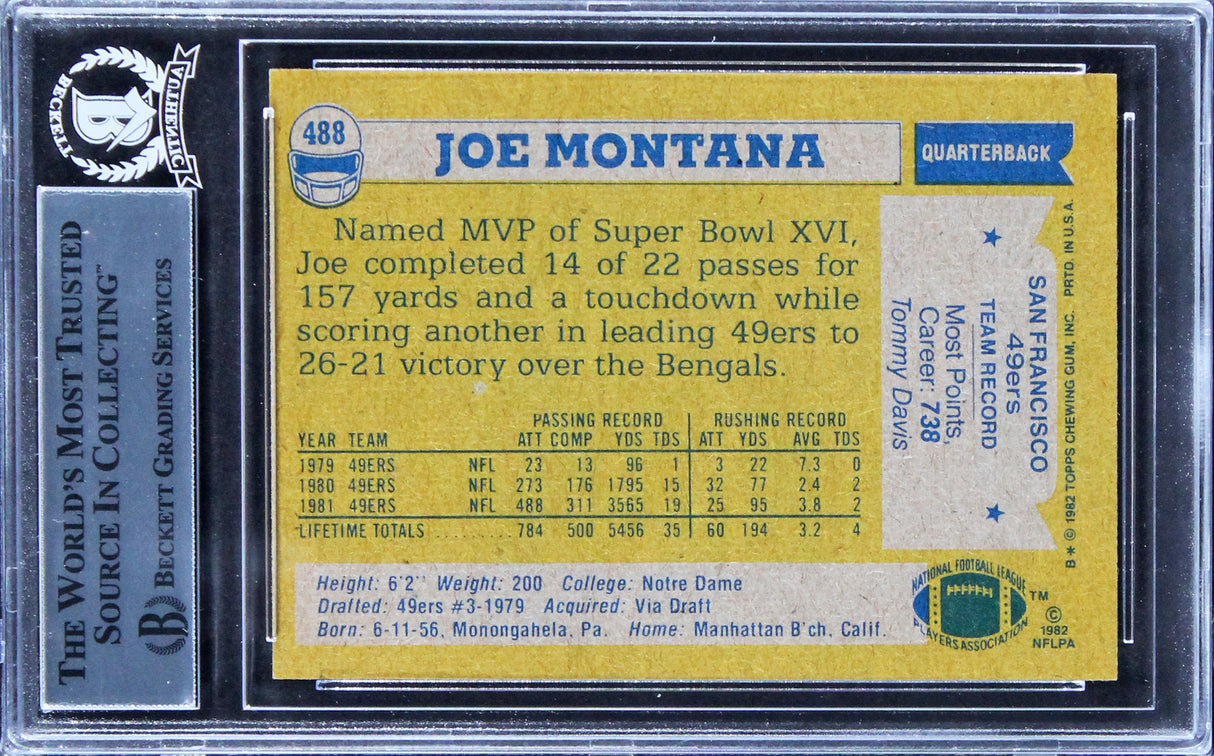 BECKETT
AUTHENTIC
B
THE WORLD'S MOST TRUSTED
SOURCE IN COLLECTING™
B BECKETT GRADING SERVICES
488
JOE MONTANA
QUARTERBACK
Named MVP of Super Bowl XVI,
Joe completed 14 of 22 passes for
157 yards and a touchdown while
scoring another in leading 49ers to
26-21 victory over the Bengals.
PASSING RECORD RUSHING RECORD
YEAR TEAM ATT COMP YDS TDS ATT YDS AVG TDS
1979 49ERS NFL 23 13 96 1 3 22 7.3 0
1980 49ERS NFL 273 176 1795 15 32 77 2.4 2
1981 49ERS NFL 488 311 3565 19 25 95 3.8 2
LIFETIME TOTALS .......... 784 500 5456 35 60 194 3.2 4
Height: 6'2" Weight: 200 College: Notre Dame
Drafted: 49ers #3-1979 Acquired: Via Draft
Born: 6-11-56, Monongahela, Pa. Home: Manhattan B'ch, Calif.
SAN FRANCISCO
49ers
TEAM RECORD
Most Points,
Career: 738
Tommy Davis
B* © 1982 TOPPS CHEWING GUM, INC. PRTD. IN U.S.A.
NATIONAL FOOTBALL LEAGUE
PLAYERS ASSOCIATION
TM
©
1982
NFLPA